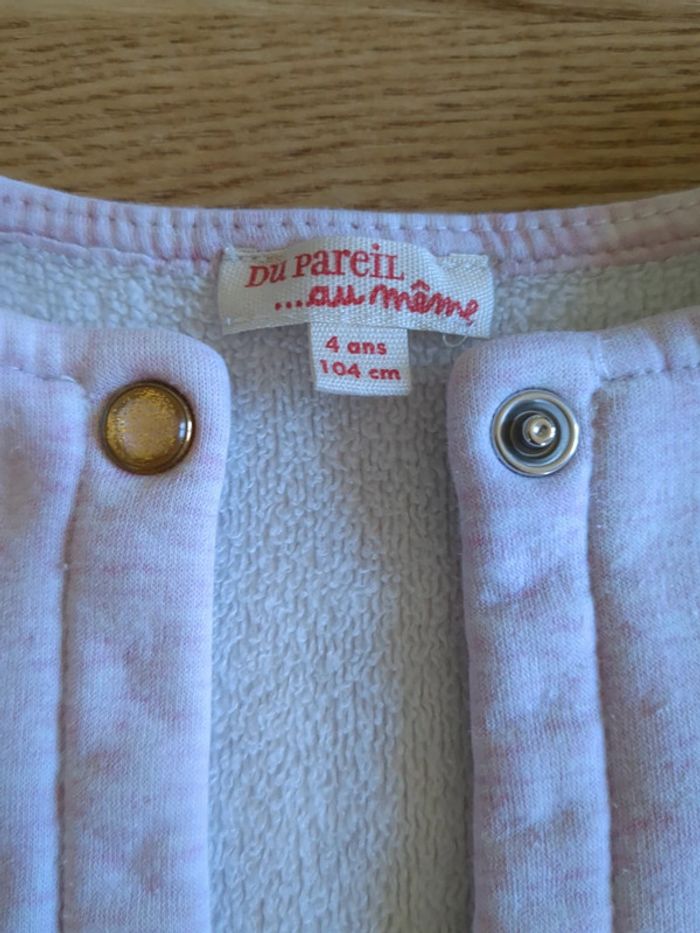 Du Pareil
...au même
4 ans
104 cm